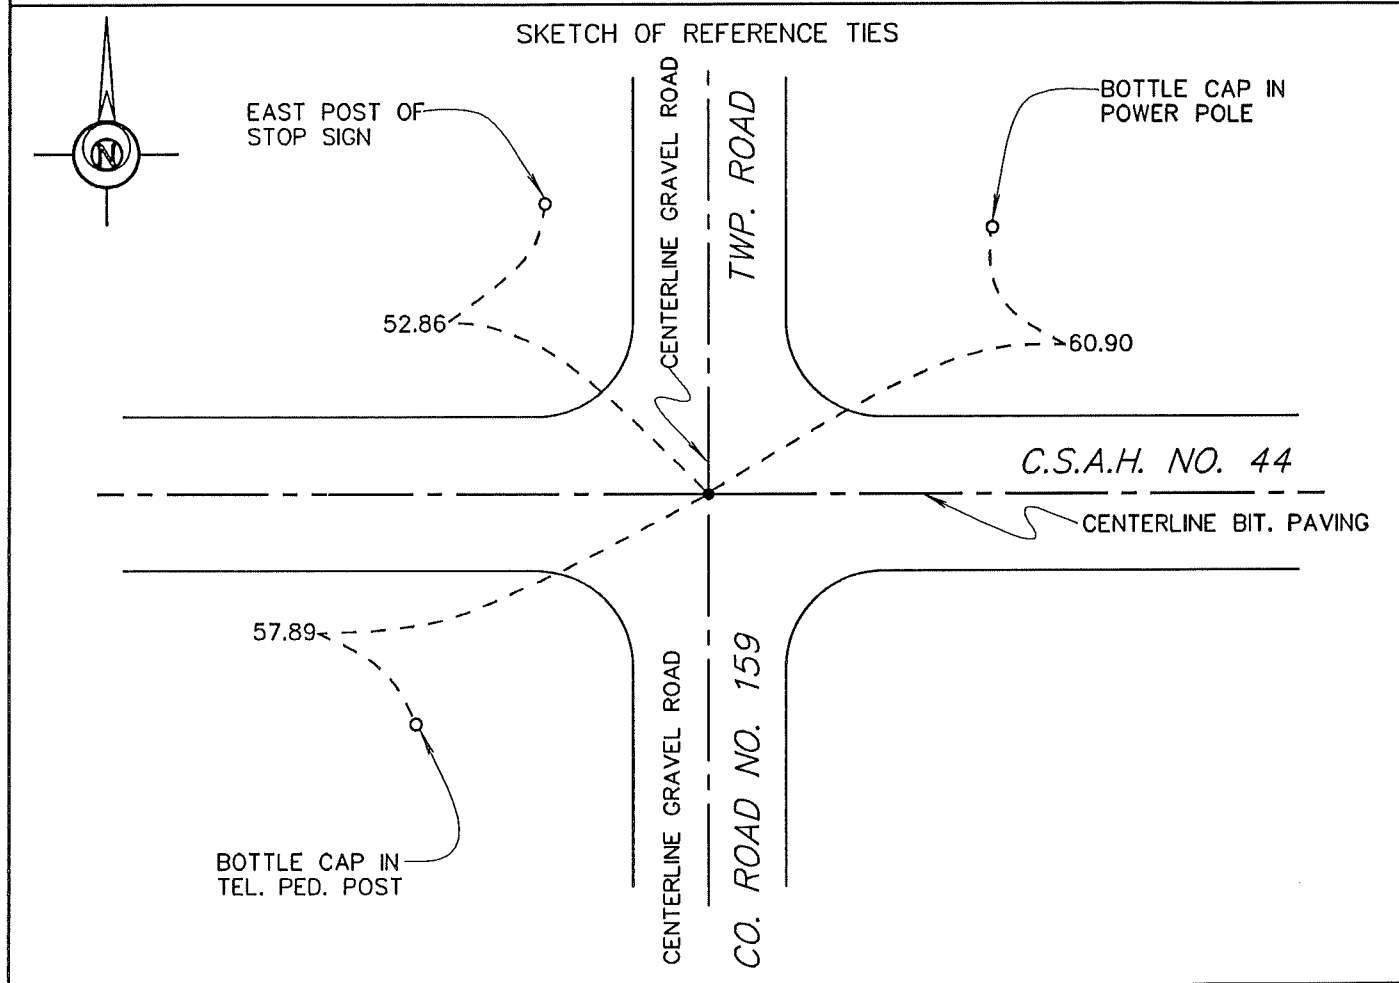 SKETCH OF REFERENCE TIES
N
EAST POST OF
STOP SIGN
CENTERLINE GRAVEL ROAD
TWP. ROAD
BOTTLE CAP IN
POWER POLE
52.86
60.90
C.S.A.H. NO. 44
CENTERLINE BIT. PAVING
57.89
BOTTLE CAP IN
TEL. PED. POST
CENTERLINE GRAVEL ROAD
CO. ROAD NO. 159